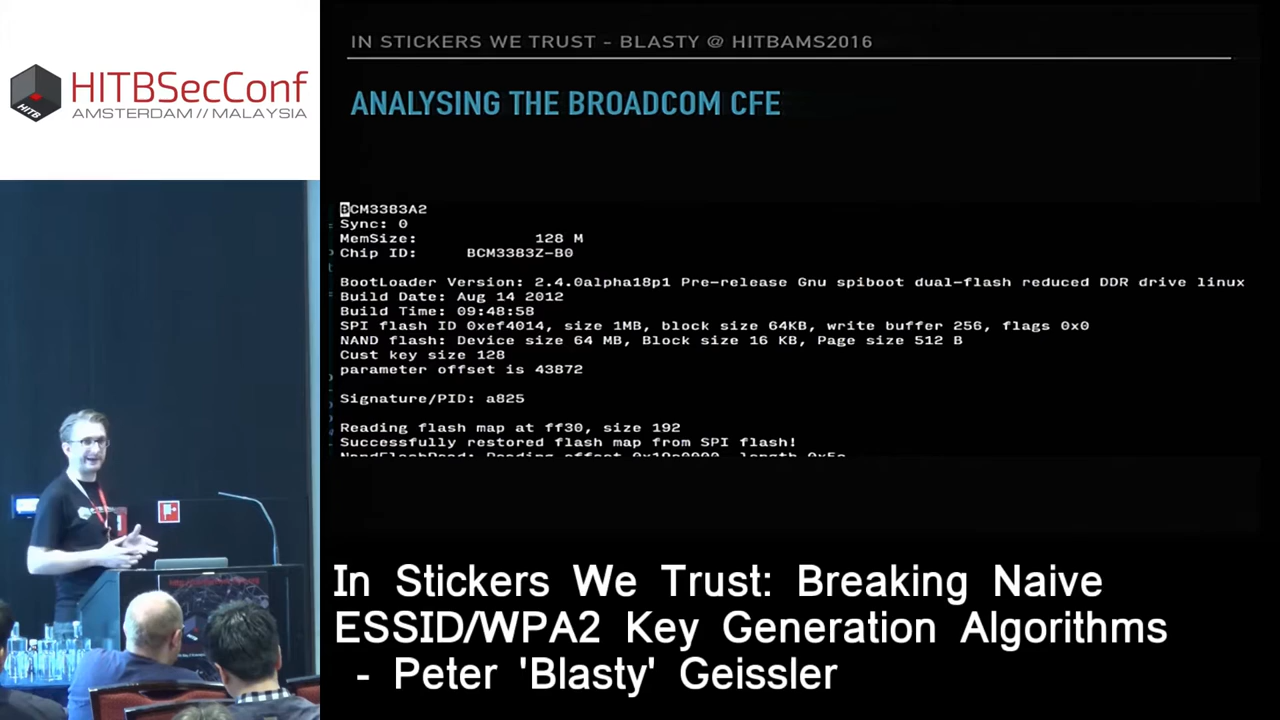 HITBSecConf
AMSTERDAM // MALAYSIA
HITB
IN STICKERS WE TRUST - BLASTY @ HITBAMS2016
ANALYSING THE BROADCOM CFE
BCM3383A2
Sync: 0
MemSize: 128 M
Chip ID: BCM3383Z-B0
BootLoader Version: 2.4.0alpha18p1 Pre-release Gnu spiboot dual-flash reduced DDR drive linux
Build Date: Aug 14 2012
Build Time: 09:48:58
SPI flash ID 0xef4014, size 1MB, block size 64KB, write buffer 256, flags 0x0
NAND flash: Device size 64 MB, Block size 16 KB, Page size 512 B
Cust key size 128
parameter offset is 43872
Signature/PID: a825
Reading flash map at ff30, size 192
Successfully restored flash map from SPI flash!
In Stickers We Trust: Breaking Naive
ESSID/WPA2 Key Generation Algorithms
- Peter 'Blasty' Geissler